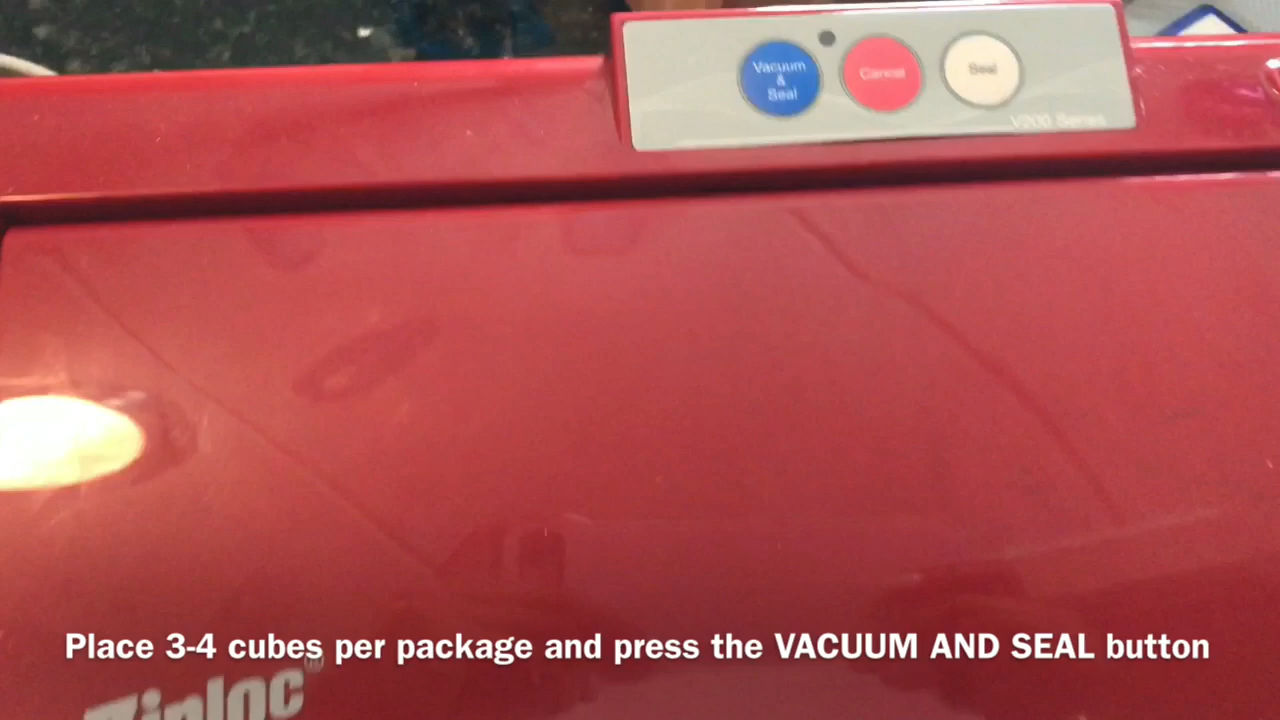 Vacuum
&
Seal
Cancel
Seal
V200 Series
Place 3-4 cubes per package and press the VACUUM AND SEAL button
Ziploc®